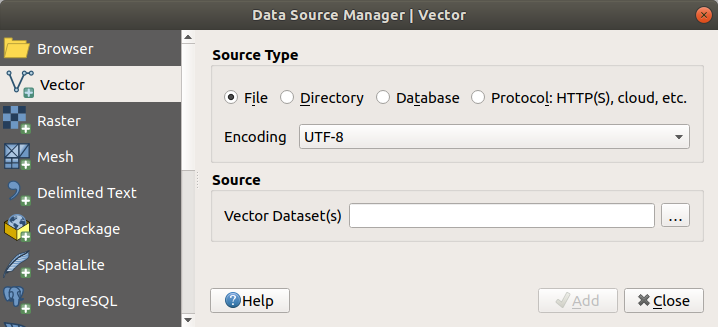 Data Source Manager | Vector
Browser
Vector
Raster
Mesh
Delimited Text
GeoPackage
SpatiaLite
PostgreSQL
Source Type
File Directory Database Protocol: HTTP(S), cloud, etc.
Encoding UTF-8
Source
Vector Dataset(s) ...
Help Add Close